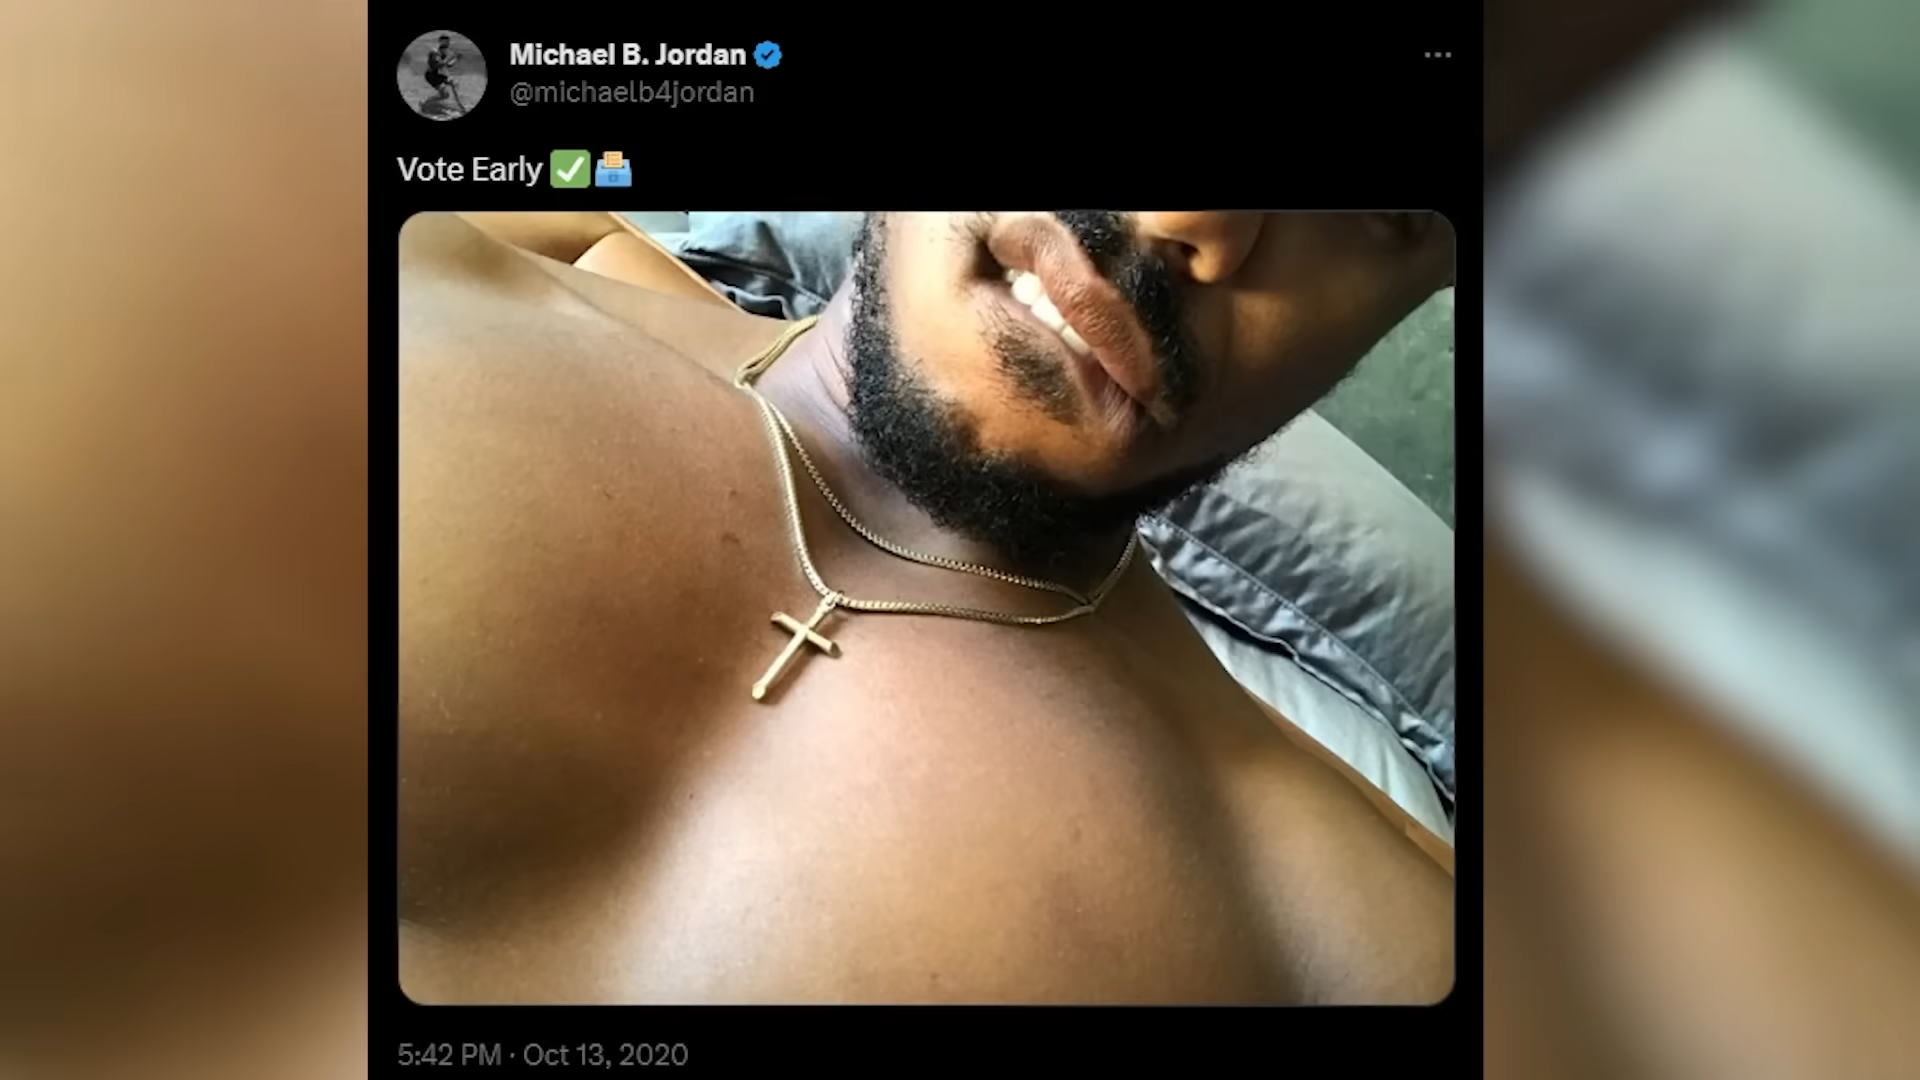 Michael B. Jordan
@michaelb4jordan
Vote Early ✅🗳️
5:42 PM · Oct 13, 2020